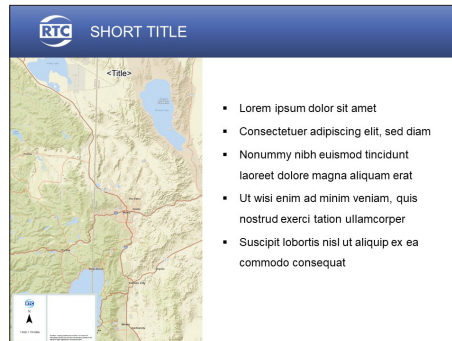 RTC
SHORT TITLE
<Title>
▪ Lorem ipsum dolor sit amet
▪ Consectetuer adipiscing elit, sed diam
▪ Nonummy nibh euismod tincidunt
laoreet dolore magna aliquam erat
▪ Ut wisi enim ad minim veniam, quis
nostrud exerci tation ullamcorper
▪ Suscipit lobortis nisl ut aliquip ex ea
commodo consequat
RTC